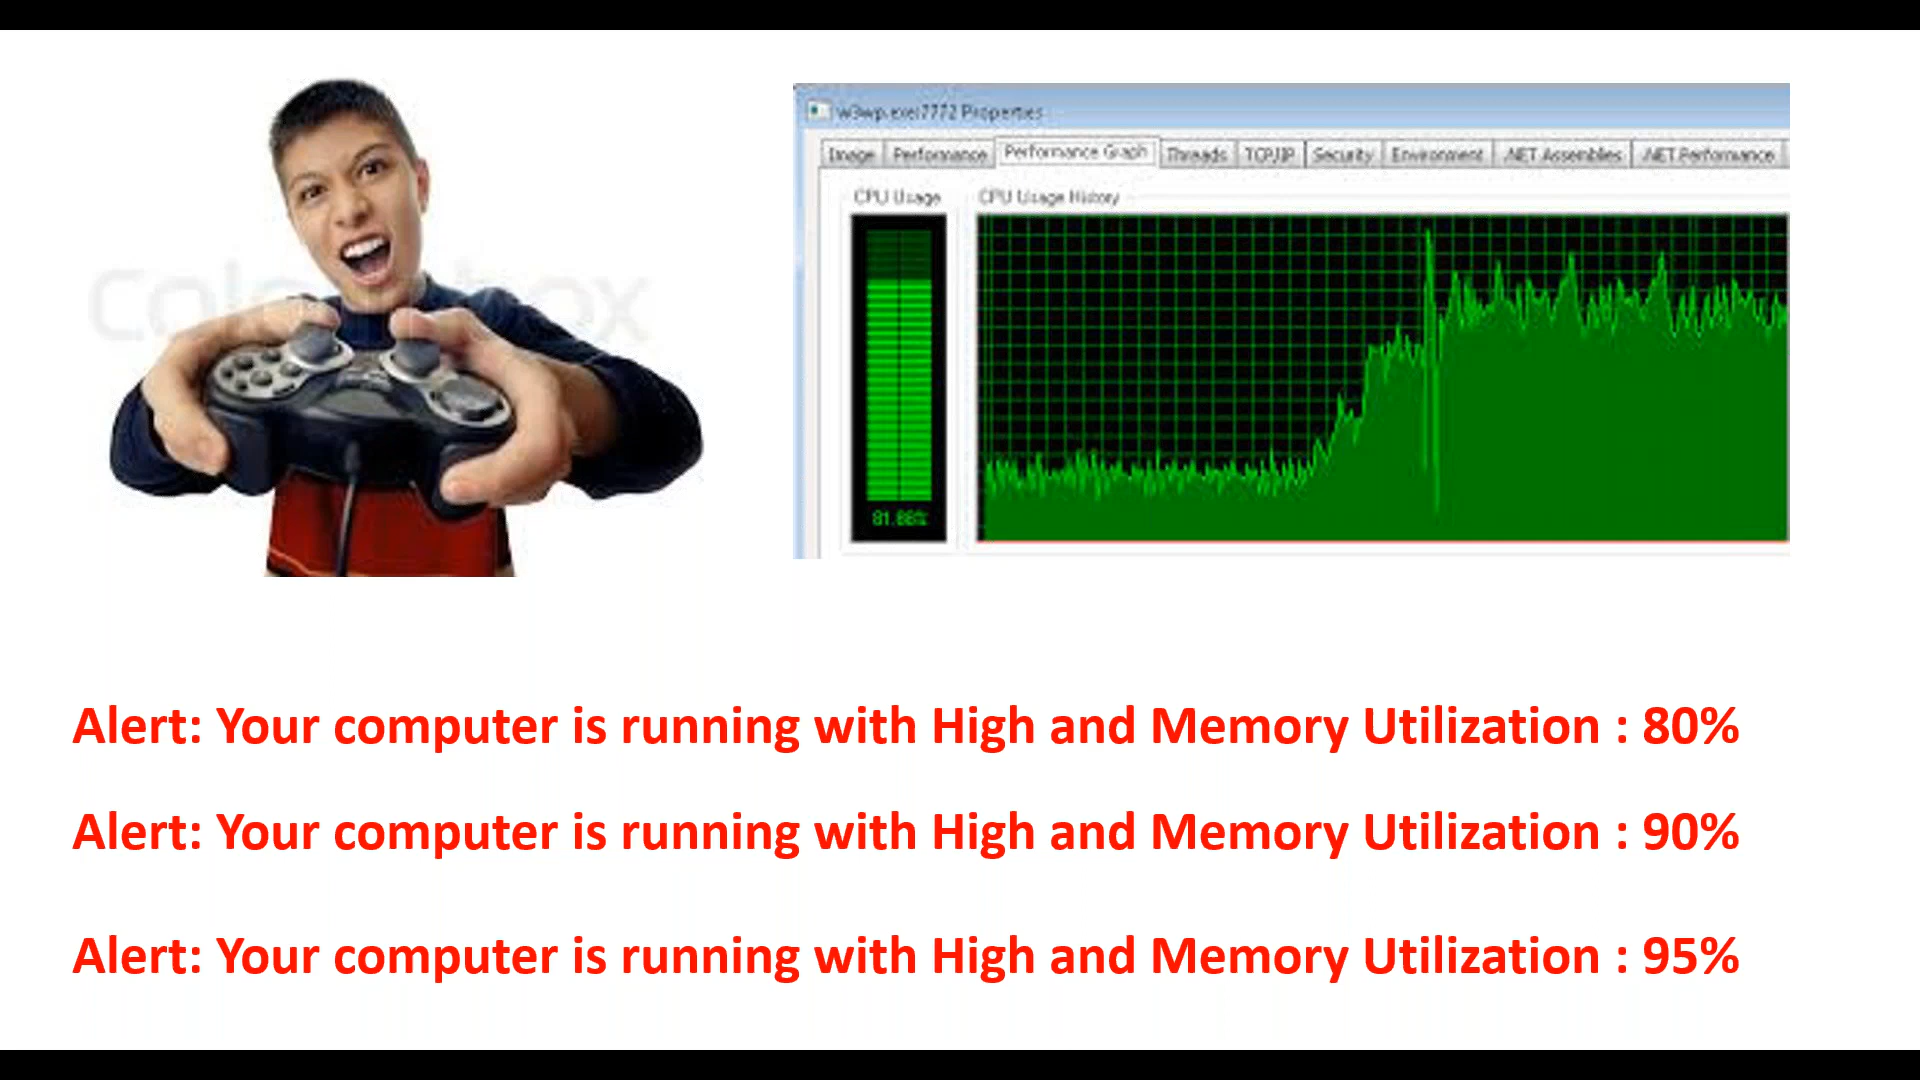 colourbox
w3wp.exe:7772 Properties
Image Performance Performance Graph Threads TCP/IP Security Environment .NET Assemblies .NET Performance
CPU Usage CPU Usage History
81.88%
Alert: Your computer is running with High and Memory Utilization : 80%
Alert: Your computer is running with High and Memory Utilization : 90%
Alert: Your computer is running with High and Memory Utilization : 95%